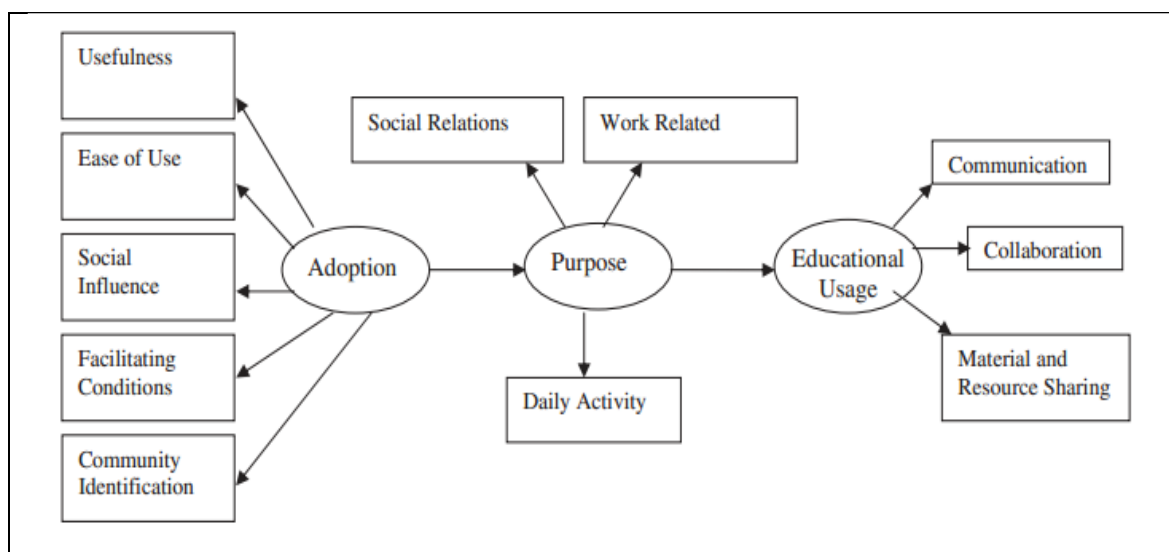 Usefulness
Ease of Use
Social
Influence
Facilitating
Conditions
Community
Identification
Adoption
Social Relations
Work Related
Purpose
Daily Activity
Educational
Usage
Communication
Collaboration
Material and
Resource Sharing